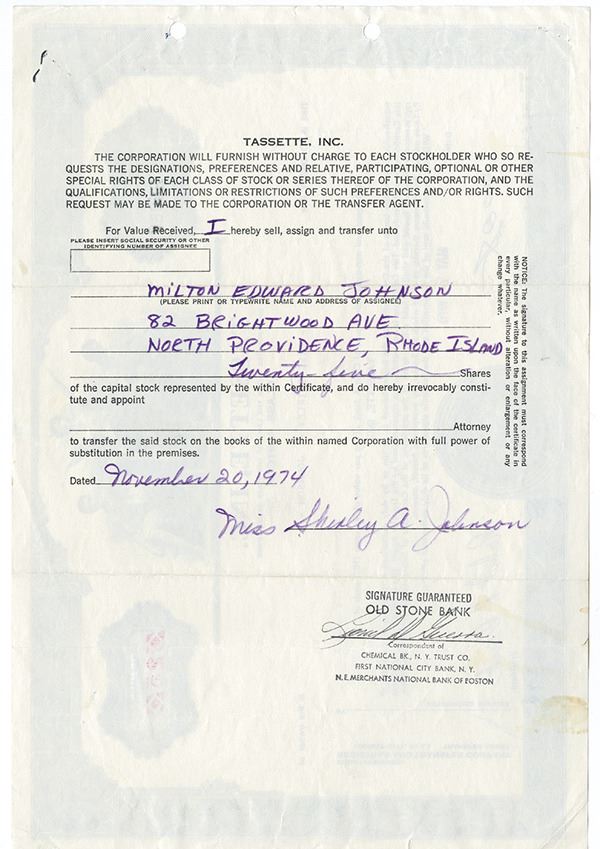 TASSETTE, INC.
THE CORPORATION WILL FURNISH WITHOUT CHARGE TO EACH STOCKHOLDER WHO SO RE-
QUESTS THE DESIGNATIONS, PREFERENCES AND RELATIVE, PARTICIPATING, OPTIONAL OR OTHER
SPECIAL RIGHTS OF EACH CLASS OF STOCK OR SERIES THEREOF OF THE CORPORATION, AND THE
QUALIFICATIONS, LIMITATIONS OR RESTRICTIONS OF SUCH PREFERENCES AND/OR RIGHTS. SUCH
REQUEST MAY BE MADE TO THE CORPORATION OR THE TRANSFER AGENT.
For Value Received, I hereby sell, assign and transfer unto
PLEASE INSERT SOCIAL SECURITY OR OTHER
IDENTIFYING NUMBER OF ASSIGNEE
MILTON EDWARD JOHNSON
(PLEASE PRINT OR TYPEWRITE NAME AND ADDRESS OF ASSIGNEE)
82 BRIGHTWOOD AVE
NORTH PROVIDENCE, RHODE ISLAND
Twenty-five Shares
of the capital stock represented by the within Certificate, and do hereby irrevocably consti-
tute and appoint
Attorney
to transfer the said stock on the books of the within named Corporation with full power of
substitution in the premises.
Dated November 20, 1974
Miss Shirley A. Johnson
NOTICE: The signature to this assignment must correspond
with the name as written upon the face of the certificate in
every particular, without alteration or enlargement or any
change whatever.
SIGNATURE GUARANTEED
OLD STONE BANK
Correspondent of
CHEMICAL BK., N. Y. TRUST CO.
FIRST NATIONAL CITY BANK, N. Y.
N. E. MERCHANTS NATIONAL BANK OF BOSTON